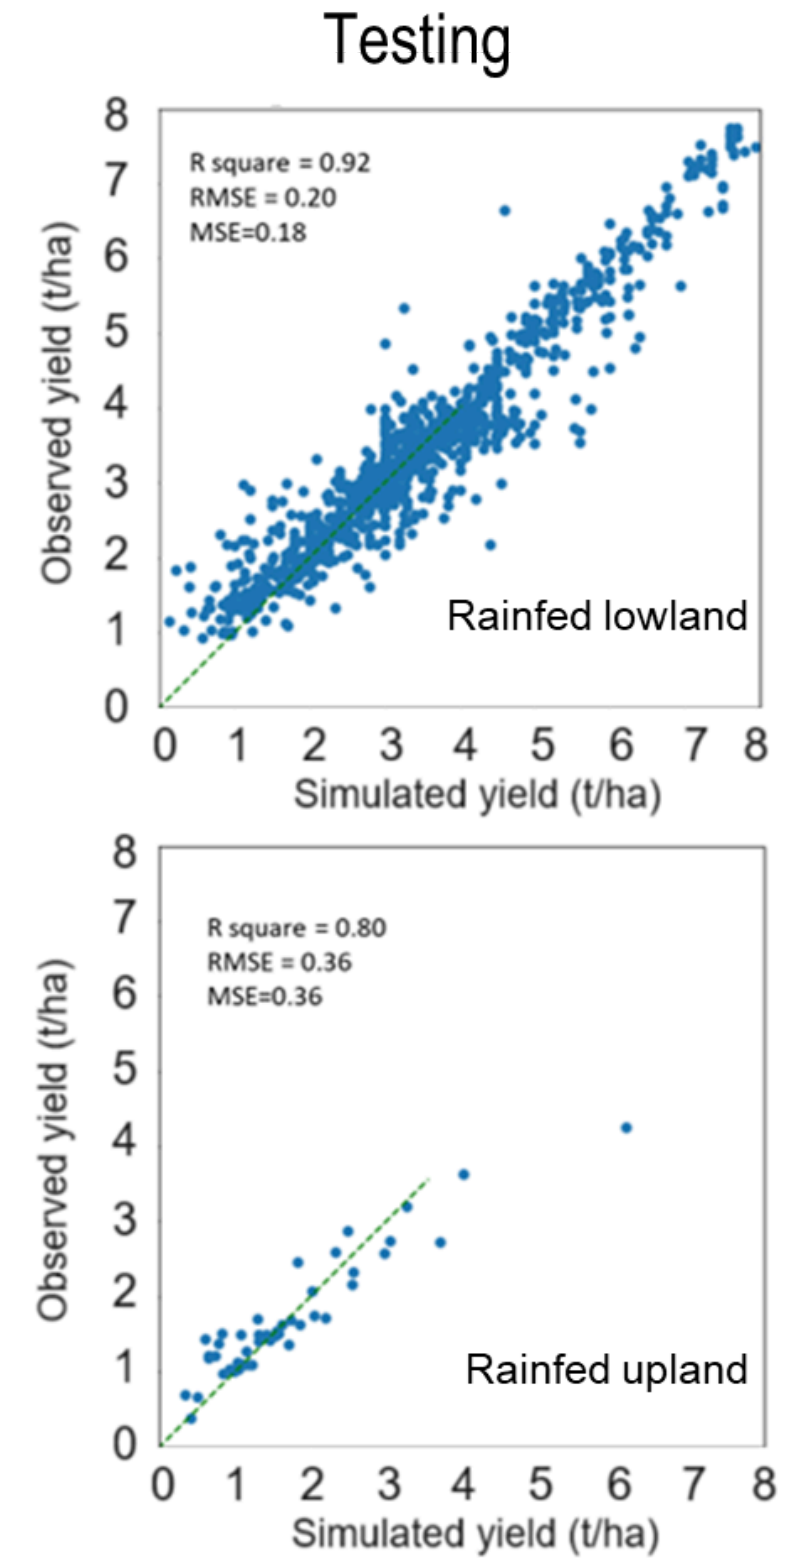 Testing
8
7
6
5
4
3
2
1
0
Observed yield (t/ha)
R square = 0.92
RMSE = 0.20
MSE=0.18
Rainfed lowland
0 1 2 3 4 5 6 7 8
Simulated yield (t/ha)
8
7
6
5
4
3
2
1
0
Observed yield (t/ha)
R square = 0.80
RMSE = 0.36
MSE=0.36
Rainfed upland
0 1 2 3 4 5 6 7 8
Simulated yield (t/ha)